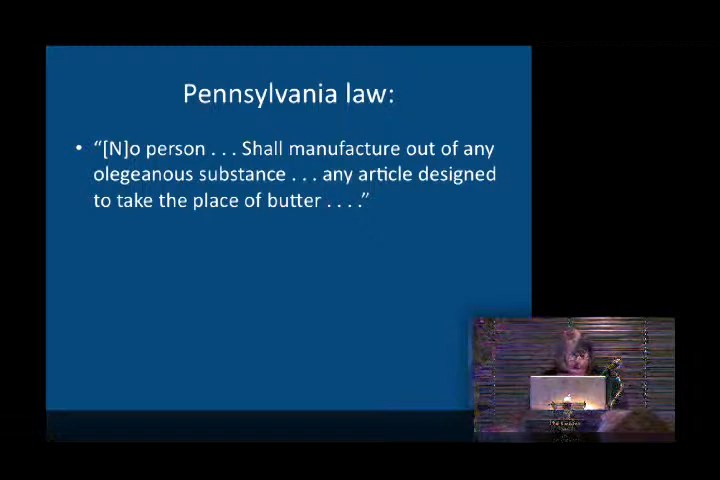 Pennsylvania law:
• “[N]o person . . . Shall manufacture out of any
olegeanous substance . . . any article designed
to take the place of butter . . . .”